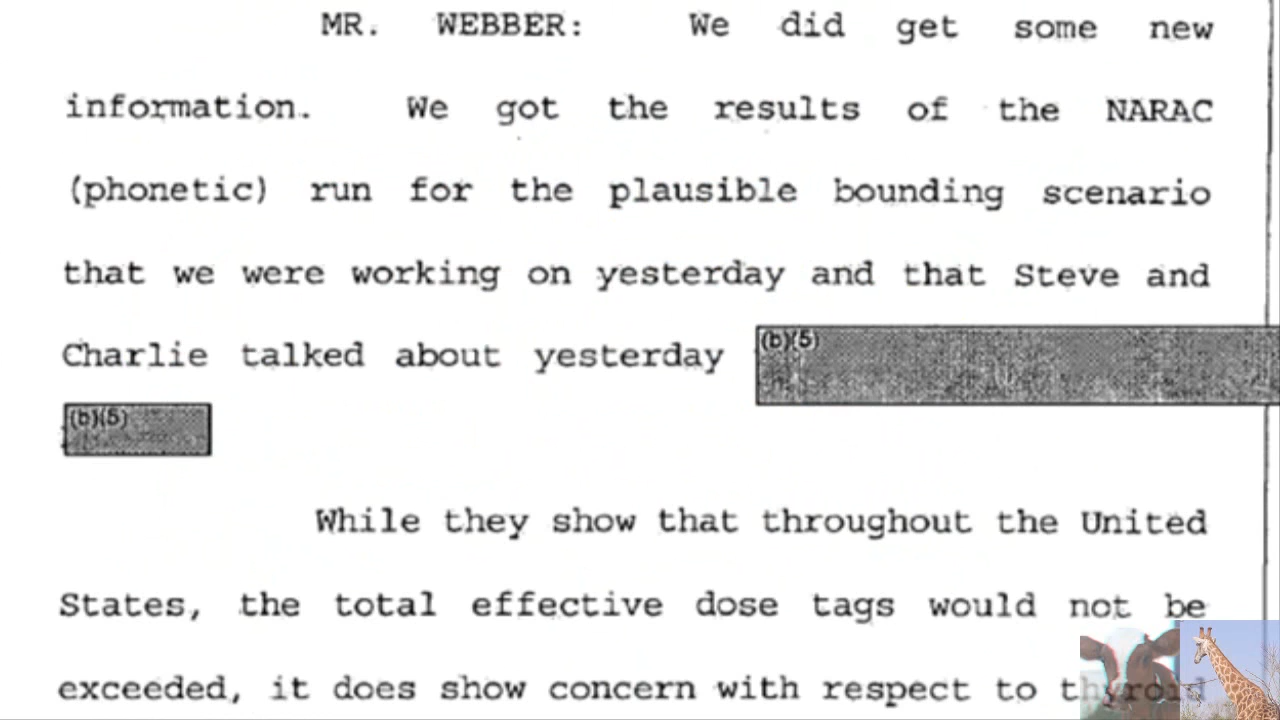 MR. WEBBER: We did get some new
information. We got the results of the NARAC
(phonetic) run for the plausible bounding scenario
that we were working on yesterday and that Steve and
Charlie talked about yesterday (b)(5)
(b)(5)
While they show that throughout the United
States, the total effective dose tags would not be
exceeded, it does show concern with respect to thyroid